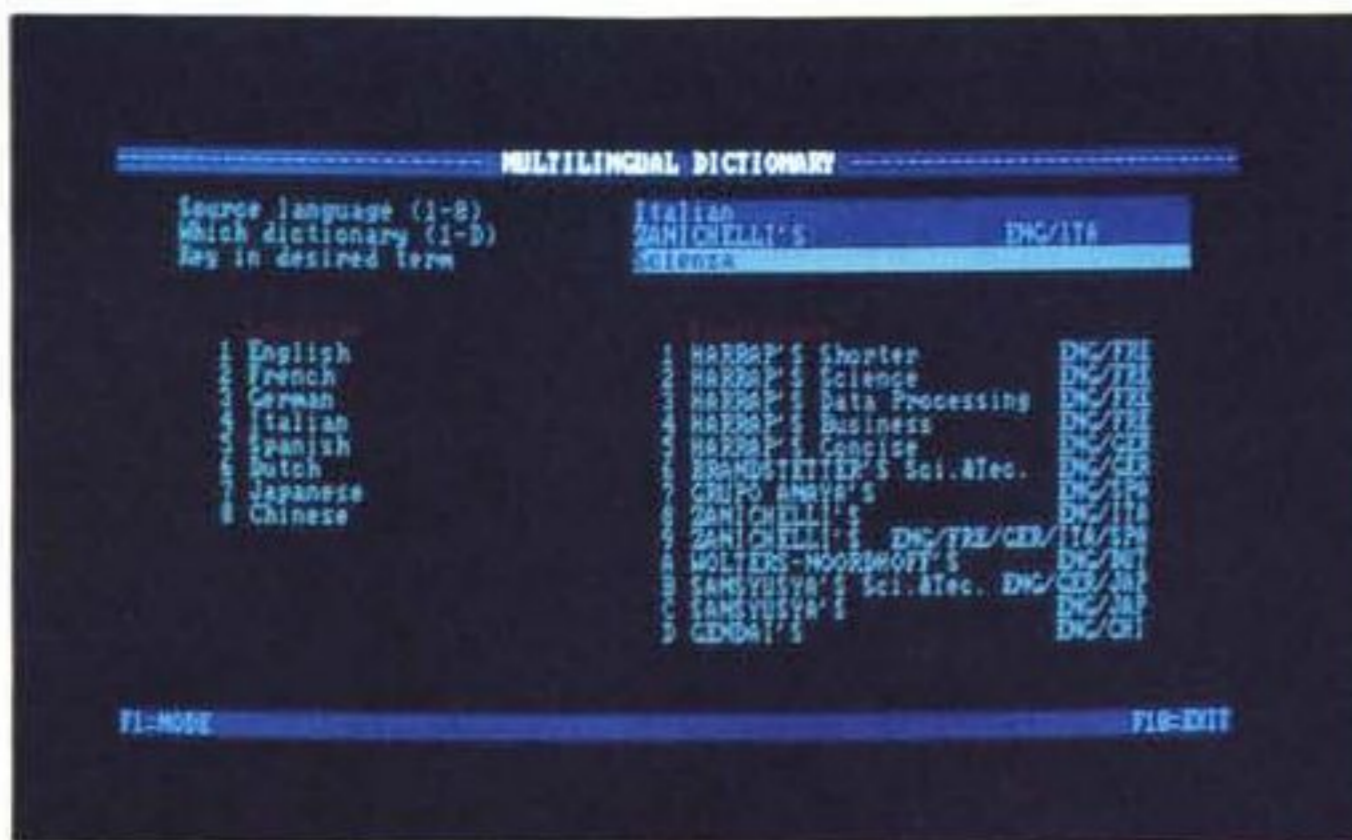 MULTILINGUAL DICTIONARY
Source language (1-8) Italian
Which dictionary (1-D) ZANICHELLI'S ENG/ITA
Key in desired term Scienza
1 English
2 French
3 German
4 Italian
5 Spanish
6 Dutch
7 Japanese
8 Chinese
1 HARRAP'S Shorter ENG/FRE
2 HARRAP'S Science ENG/FRE
3 HARRAP'S Data Processing ENG/FRE
4 HARRAP'S Business ENG/FRE
5 HARRAP'S Concise ENG/GER
6 BRANDSTETTER'S Sci.&Tec. ENG/GER
7 GRUPO ANAYA'S ENG/SPA
8 ZANICHELLI'S ENG/ITA
9 ZANICHELLI'S ENG/FRE/GER/ITA/SPA
A WOLTERS-NOORDHOFF'S ENG/DUT
B SANSYUSYA'S Sci.&Tec. ENG/GER/JAP
C SANSYUSYA'S ENG/JAP
D GENDAI'S ENG/CHI
F1=MODE F10=EXIT